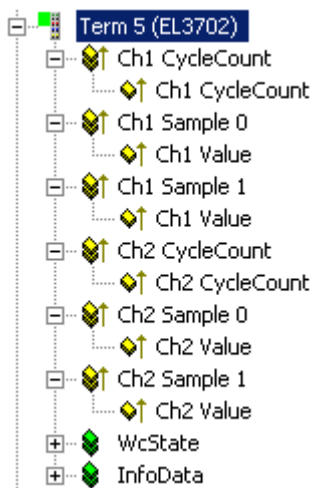 Term 5 (EL3702)
Ch1 CycleCount
Ch1 CycleCount
Ch1 Sample 0
Ch1 Value
Ch1 Sample 1
Ch1 Value
Ch2 CycleCount
Ch2 CycleCount
Ch2 Sample 0
Ch2 Value
Ch2 Sample 1
Ch2 Value
WcState
InfoData